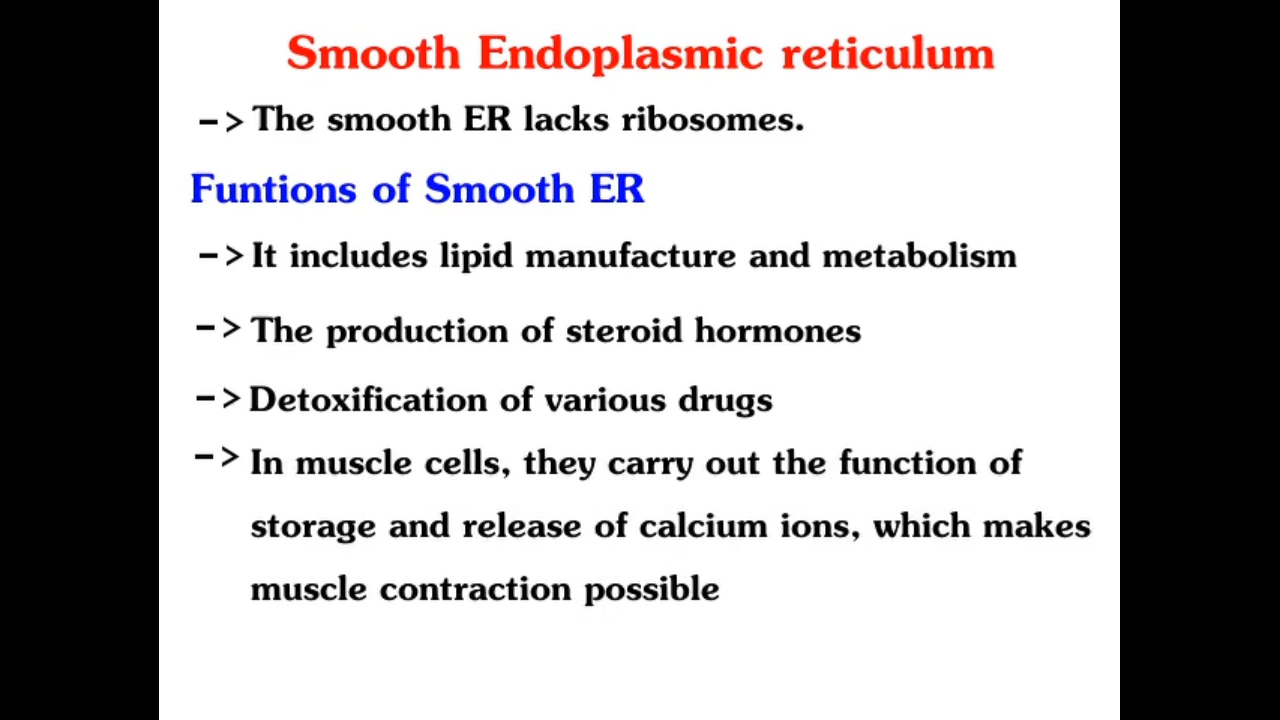 Smooth Endoplasmic reticulum
–> The smooth ER lacks ribosomes.
Funtions of Smooth ER
–> It includes lipid manufacture and metabolism
–> The production of steroid hormones
–> Detoxification of various drugs
–> In muscle cells, they carry out the function of
storage and release of calcium ions, which makes
muscle contraction possible